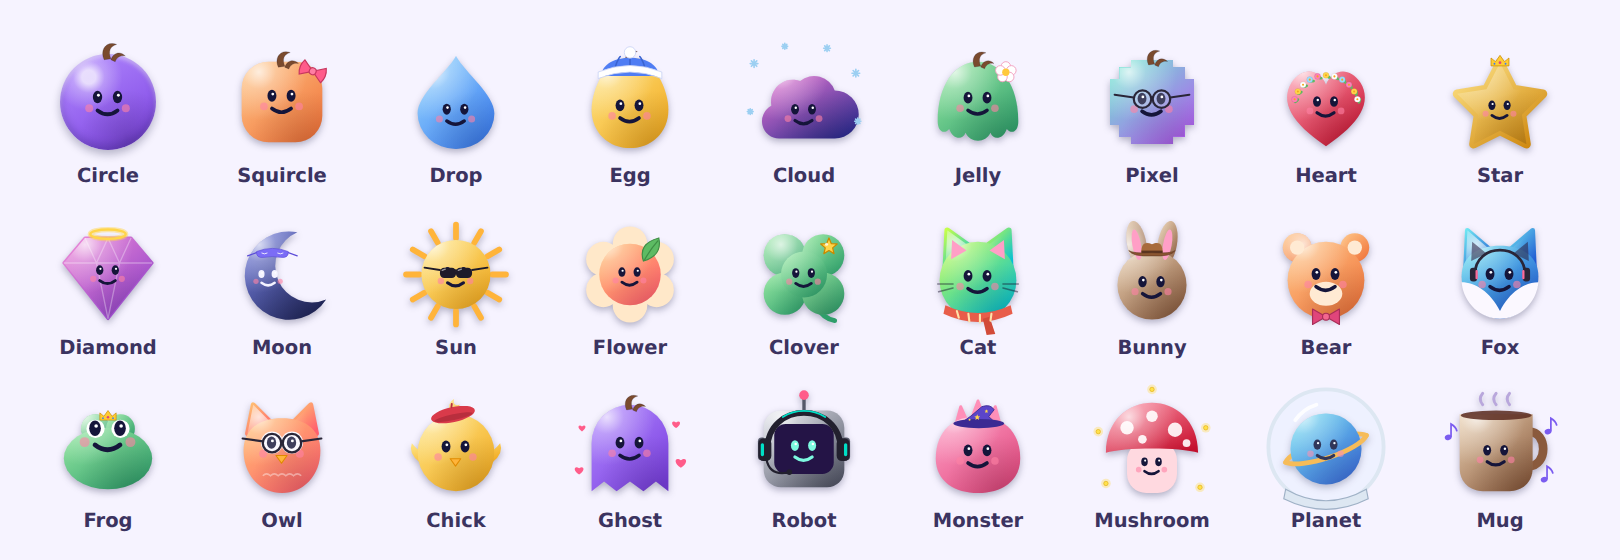 Circle Squircle Drop Egg Cloud Jelly Pixel Heart Star
Diamond Moon Sun Flower Clover Cat Bunny Bear Fox
Frog Owl Chick Ghost Robot Monster Mushroom Planet Mug